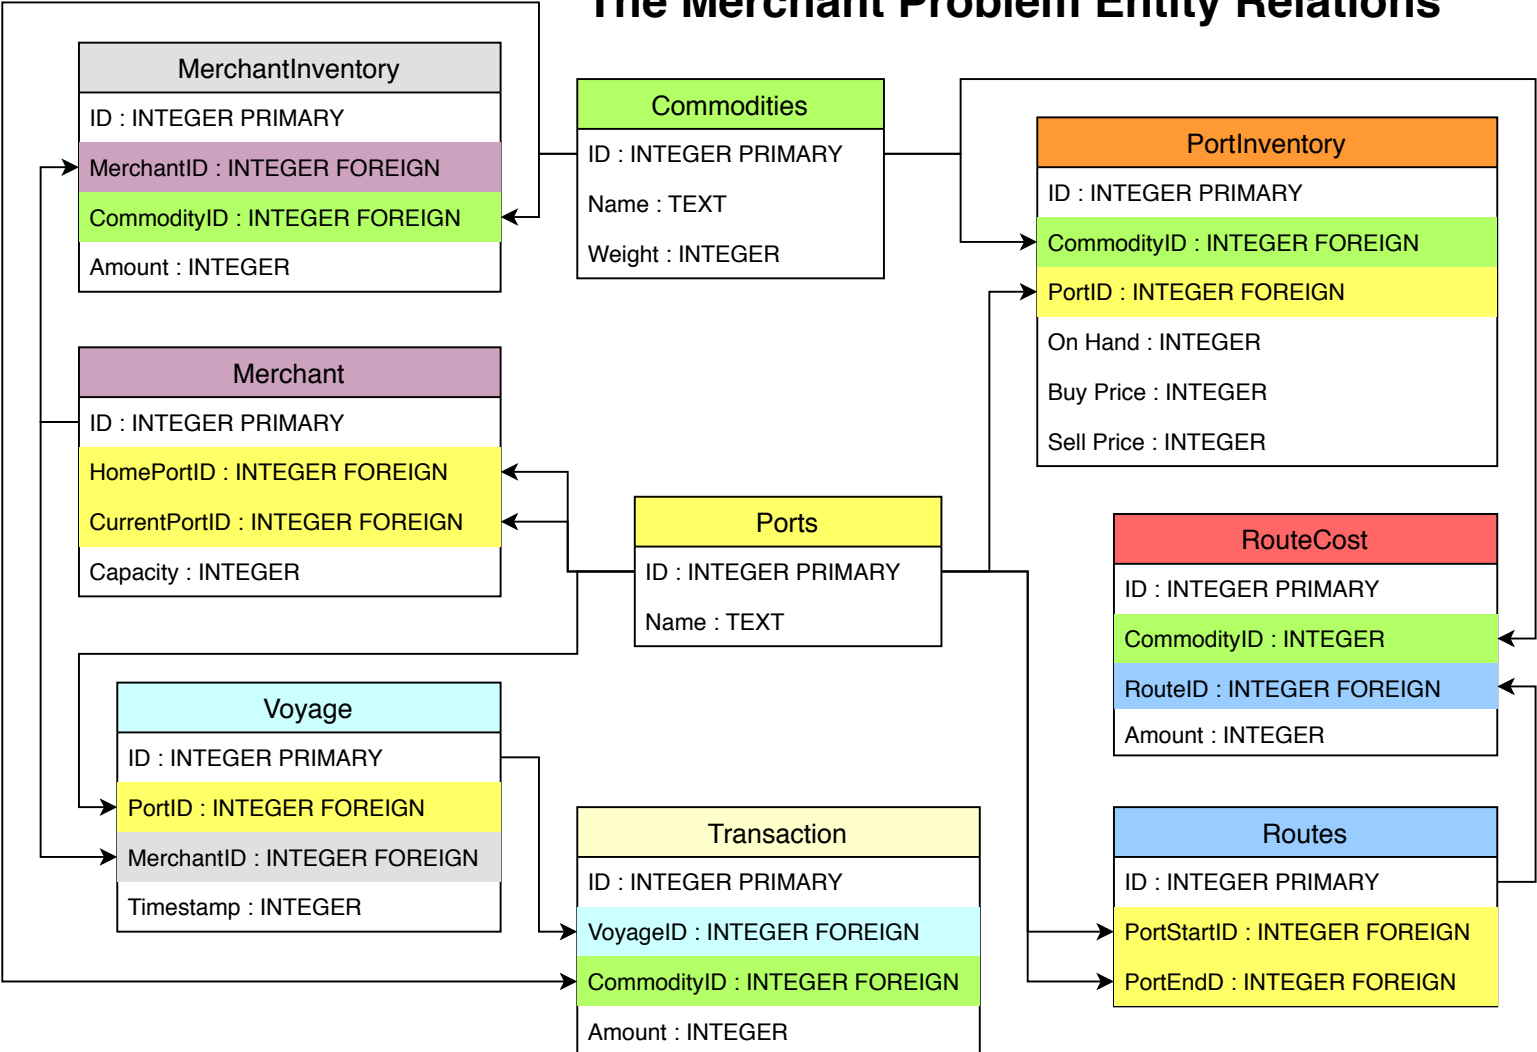 The Merchant Problem Entity Relations
MerchantInventory
ID : INTEGER PRIMARY
MerchantID : INTEGER FOREIGN
CommodityID : INTEGER FOREIGN
Amount : INTEGER
Commodities
ID : INTEGER PRIMARY
Name : TEXT
Weight : INTEGER
PortInventory
ID : INTEGER PRIMARY
CommodityID : INTEGER FOREIGN
PortID : INTEGER FOREIGN
On Hand : INTEGER
Buy Price : INTEGER
Sell Price : INTEGER
Merchant
ID : INTEGER PRIMARY
HomePortID : INTEGER FOREIGN
CurrentPortID : INTEGER FOREIGN
Capacity : INTEGER
Ports
ID : INTEGER PRIMARY
Name : TEXT
RouteCost
ID : INTEGER PRIMARY
CommodityID : INTEGER
RouteID : INTEGER FOREIGN
Amount : INTEGER
Voyage
ID : INTEGER PRIMARY
PortID : INTEGER FOREIGN
MerchantID : INTEGER FOREIGN
Timestamp : INTEGER
Transaction
ID : INTEGER PRIMARY
VoyageID : INTEGER FOREIGN
CommodityID : INTEGER FOREIGN
Amount : INTEGER
Routes
ID : INTEGER PRIMARY
PortStartID : INTEGER FOREIGN
PortEndD : INTEGER FOREIGN